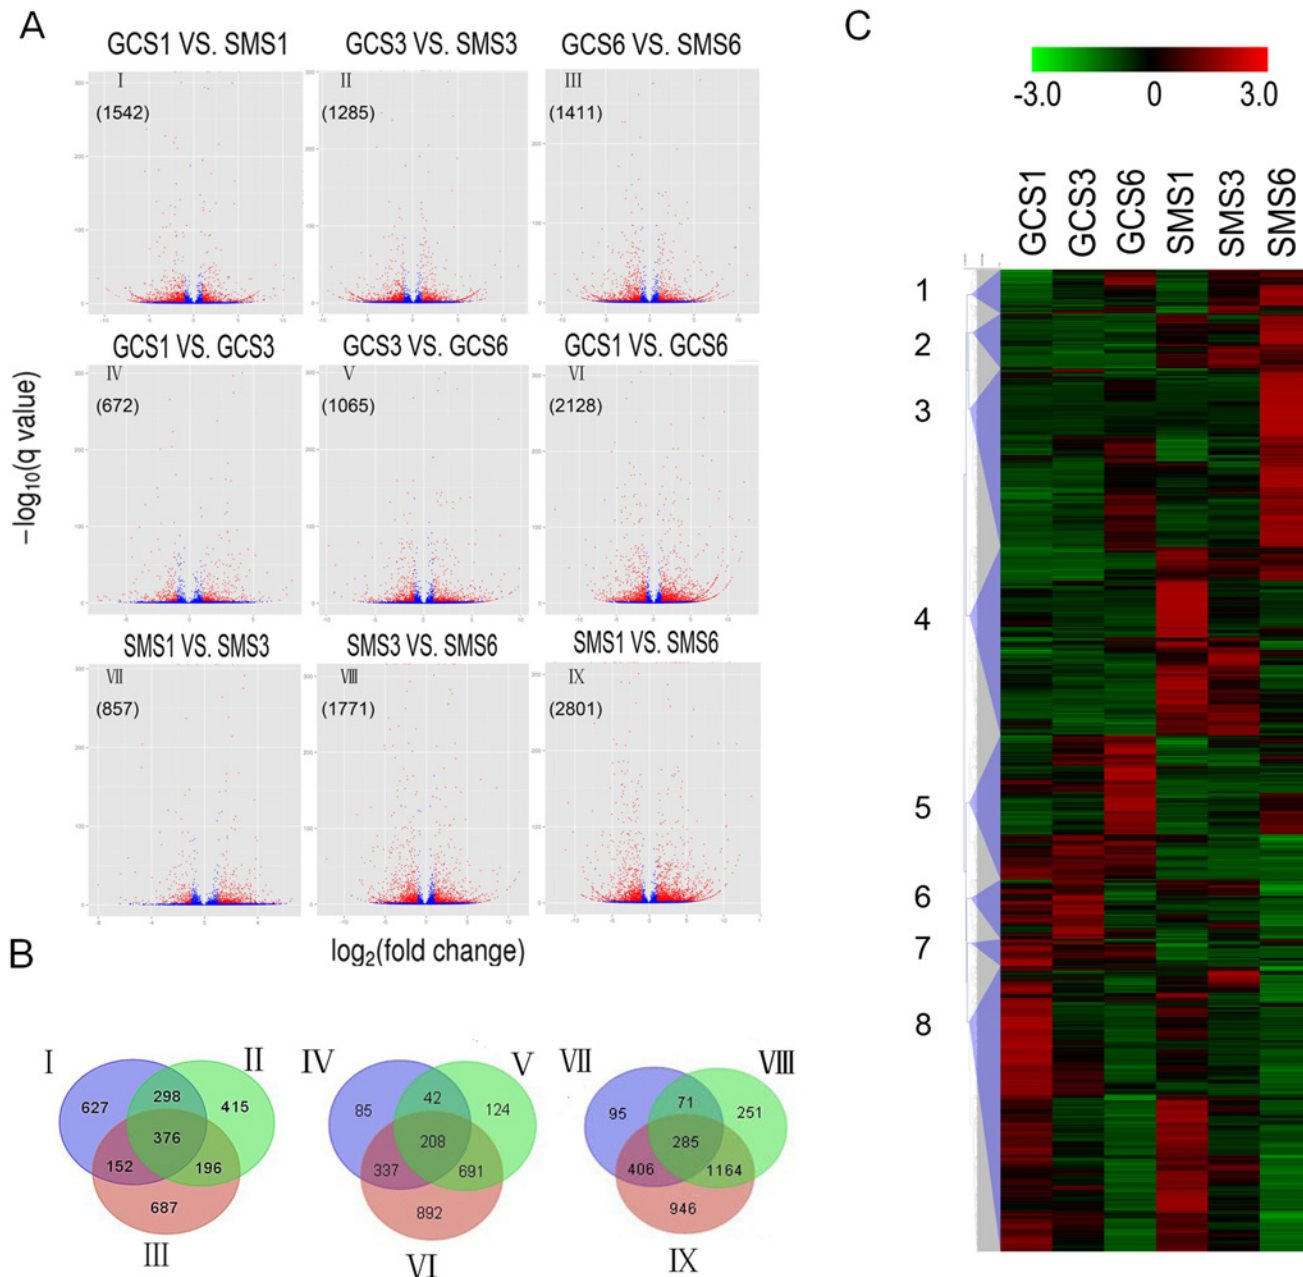 A
GCS1 VS. SMS1
GCS3 VS. SMS3
GCS6 VS. SMS6
I
(1542)
II
(1285)
III
(1411)
GCS1 VS. GCS3
GCS3 VS. GCS6
GCS1 VS. GCS6
IV
(672)
V
(1065)
VI
(2128)
SMS1 VS. SMS3
SMS3 VS. SMS6
SMS1 VS. SMS6
VII
(857)
VIII
(1771)
IX
(2801)
−log10(q value)
log2(fold change)
B
I
II
III
627
298
415
376
152
196
687
IV
V
VI
85
42
124
208
337
691
892
VII
VIII
IX
95
71
251
285
406
1164
946
C
-3.0 0 3.0
GCS1
GCS3
GCS6
SMS1
SMS3
SMS6
1
2
3
4
5
6
7
8